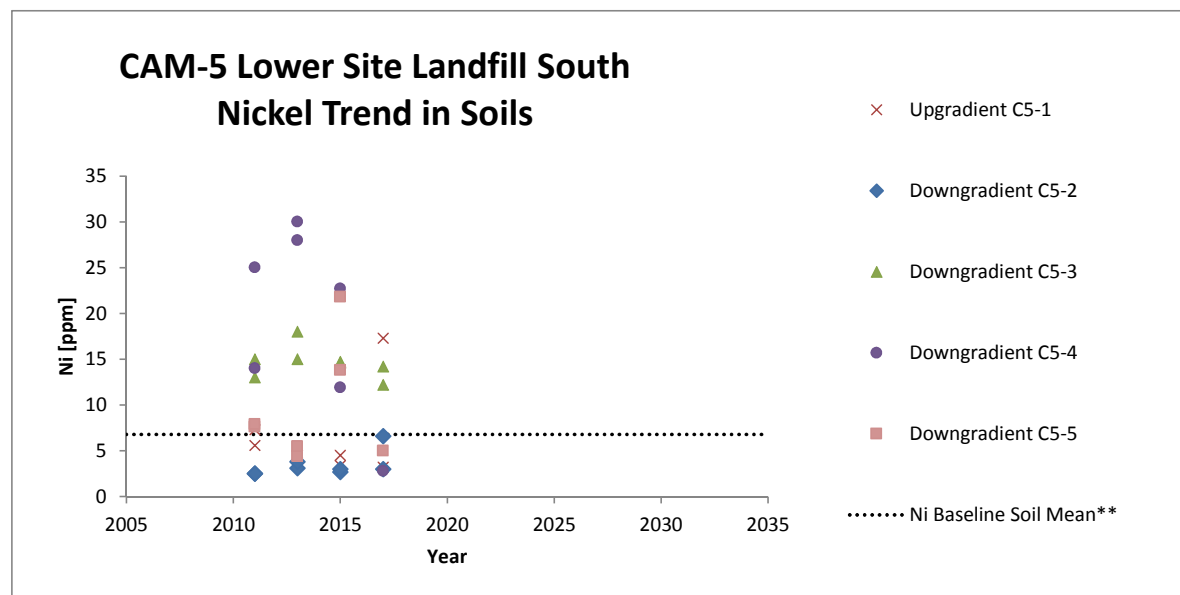 CAM-5 Lower Site Landfill South
Nickel Trend in Soils
Upgradient C5-1
Downgradient C5-2
Downgradient C5-3
Downgradient C5-4
Downgradient C5-5
Ni Baseline Soil Mean**
Ni [ppm]
35
30
25
20
15
10
5
0
2005 2010 2015 2020 2025 2030 2035
Year